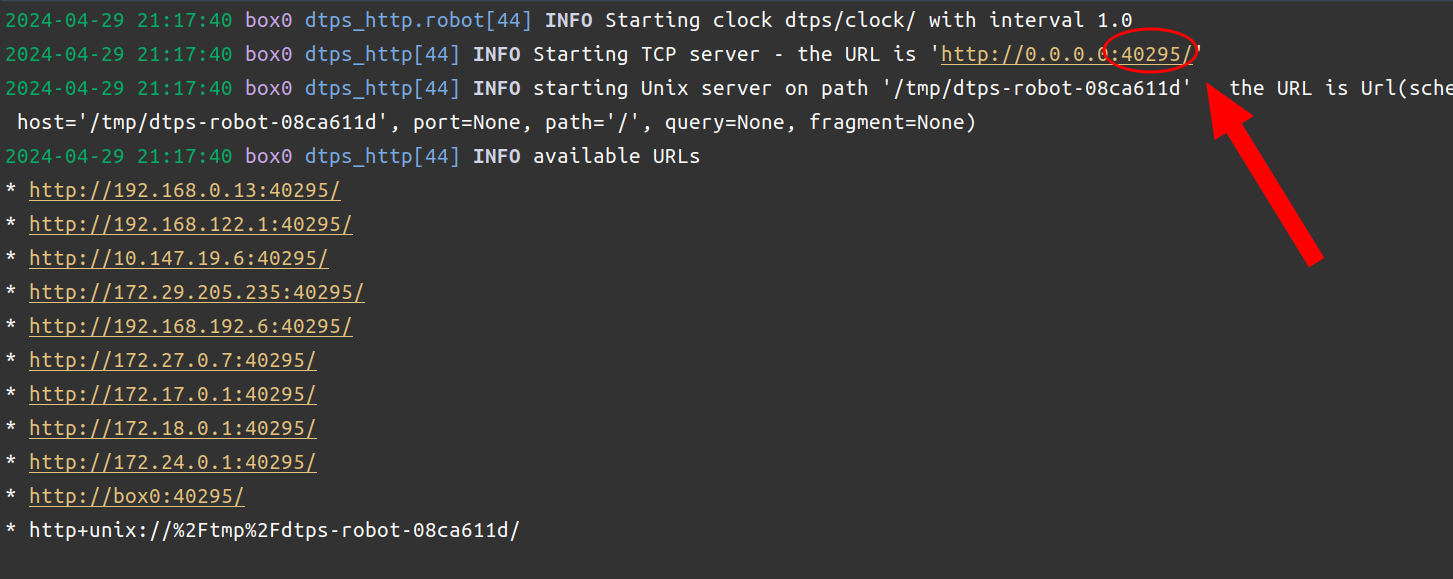 2024-04-29 21:17:40 box0 dtps_http.robot[44] INFO Starting clock dtps/clock/ with interval 1.0
2024-04-29 21:17:40 box0 dtps_http[44] INFO Starting TCP server - the URL is 'http://0.0.0.0:40295/'
2024-04-29 21:17:40 box0 dtps_http[44] INFO starting Unix server on path '/tmp/dtps-robot-08ca611d' the URL is Url(sche
host='/tmp/dtps-robot-08ca611d', port=None, path='/', query=None, fragment=None)
2024-04-29 21:17:40 box0 dtps_http[44] INFO available URLs
* http://192.168.0.13:40295/
* http://192.168.122.1:40295/
* http://10.147.19.6:40295/
* http://172.29.205.235:40295/
* http://192.168.192.6:40295/
* http://172.27.0.7:40295/
* http://172.17.0.1:40295/
* http://172.18.0.1:40295/
* http://172.24.0.1:40295/
* http://box0:40295/
* http+unix://%2Ftmp%2Fdtps-robot-08ca611d/